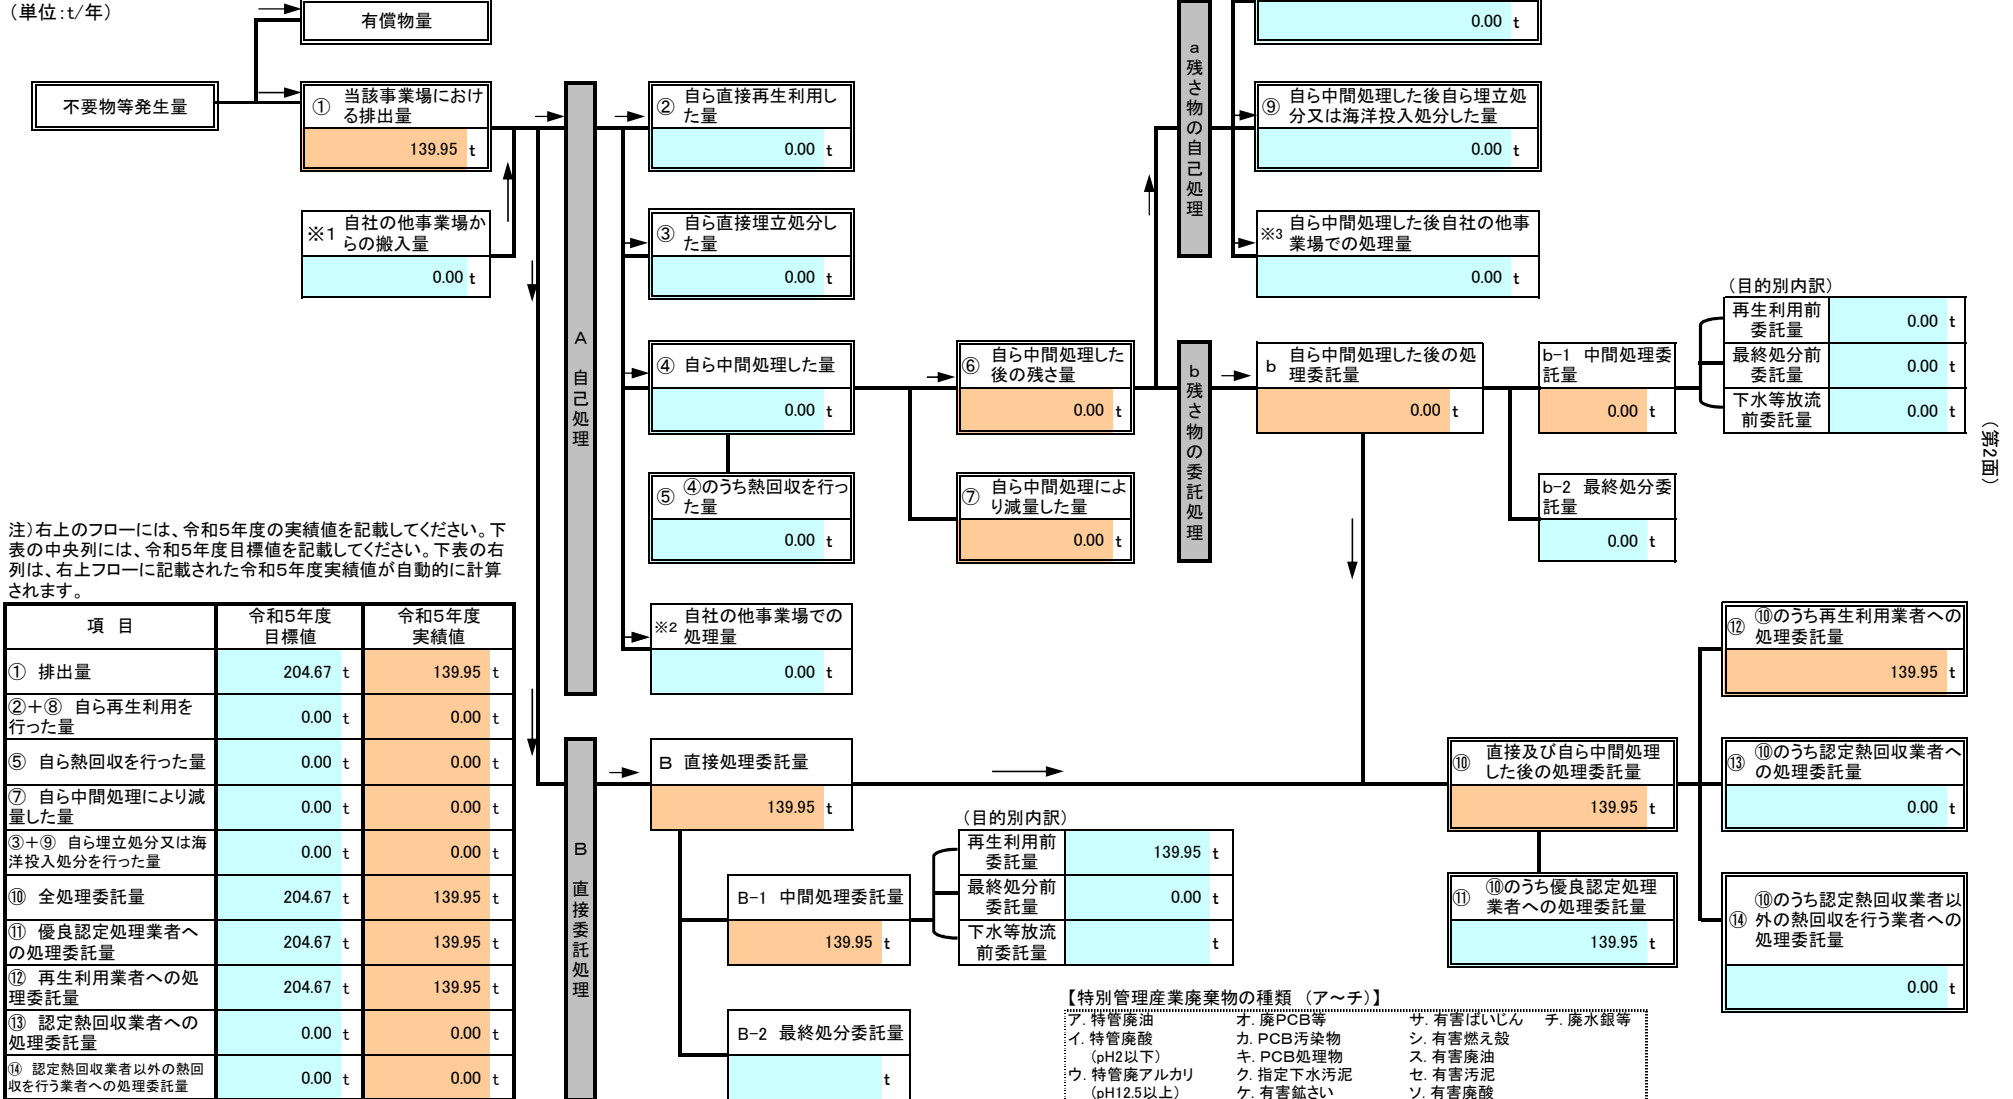 (単位:t/年)
有償物量
不要物等発生量
① 当該事業場におけ
る排出量
139.95 t
※1 自社の他事業場か
らの搬入量
0.00 t
A 自己処理
② 自ら直接再生利用し
た量
0.00 t
③ 自ら直接埋立処分し
た量
0.00 t
④ 自ら中間処理した量
0.00 t
⑤ ④のうち熱回収を行っ
た量
0.00 t
※2 自社の他事業場での
処理量
0.00 t
⑥ 自ら中間処理した
後の残さ量
0.00 t
⑦ 自ら中間処理によ
り減量した量
0.00 t
a残さ物の自己処理
0.00 t
⑨ 自ら中間処理した後自ら埋立処
分又は海洋投入処分した量
0.00 t
※3 自ら中間処理した後自社の他事
業場での処理量
0.00 t
b残さ物の委託処理
b 自ら中間処理した後の処
理委託量
0.00 t
b-1 中間処理委
託量
0.00 t
b-2 最終処分委
託量
0.00 t
(目的別内訳)
再生利用前
委託量
0.00 t
最終処分前
委託量
0.00 t
下水等放流
前委託量
0.00 t
(第2面)
注)右上のフローには、令和5年度の実績値を記載してください。下
表の中央列には、令和5年度目標値を記載してください。下表の右
列は、右上フローに記載された令和5年度実績値が自動的に計算
されます。
項 目 令和5年度 目標値 令和5年度 実績値
① 排出量 204.67 t 139.95 t
②+⑧ 自ら再生利用を
行った量 0.00 t 0.00 t
⑤ 自ら熱回収を行った量 0.00 t 0.00 t
⑦ 自ら中間処理により減
量した量 0.00 t 0.00 t
③+⑨ 自ら埋立処分又は海
洋投入処分を行った量 0.00 t 0.00 t
⑩ 全処理委託量 204.67 t 139.95 t
⑪ 優良認定処理業者へ
の処理委託量 204.67 t 139.95 t
⑫ 再生利用業者への処
理委託量 204.67 t 139.95 t
⑬ 認定熱回収業者への
処理委託量 0.00 t 0.00 t
⑭ 認定熱回収業者以外の熱回
収を行う業者への処理委託量 0.00 t 0.00 t
B 直接委託処理
B 直接処理委託量
139.95 t
B-1 中間処理委託量
139.95 t
B-2 最終処分委託量
t
(目的別内訳)
再生利用前
委託量
139.95 t
最終処分前
委託量
0.00 t
下水等放流
前委託量
t
⑩ 直接及び自ら中間処理
した後の処理委託量
139.95 t
⑪ ⑩のうち優良認定処理
業者への処理委託量
139.95 t
⑫ ⑩のうち再生利用業者への
処理委託量
139.95 t
⑬ ⑩のうち認定熱回収業者へ
の処理委託量
0.00 t
⑭ ⑩のうち認定熱回収業者以
外の熱回収を行う業者への
処理委託量
0.00 t
【特別管理産業廃棄物の種類 (ア~チ)】
ア. 特管廃油 オ. 廃PCB等 サ. 有害ばいじん チ. 廃水銀等
イ. 特管廃酸 カ. PCB汚染物 シ. 有害燃え殻
(pH2以下) キ. PCB処理物 ス. 有害廃油
ウ. 特管廃アルカリ ク. 指定下水汚泥 セ. 有害汚泥
(pH12.5以上) ケ. 有害鉱さい ソ. 有害廃酸